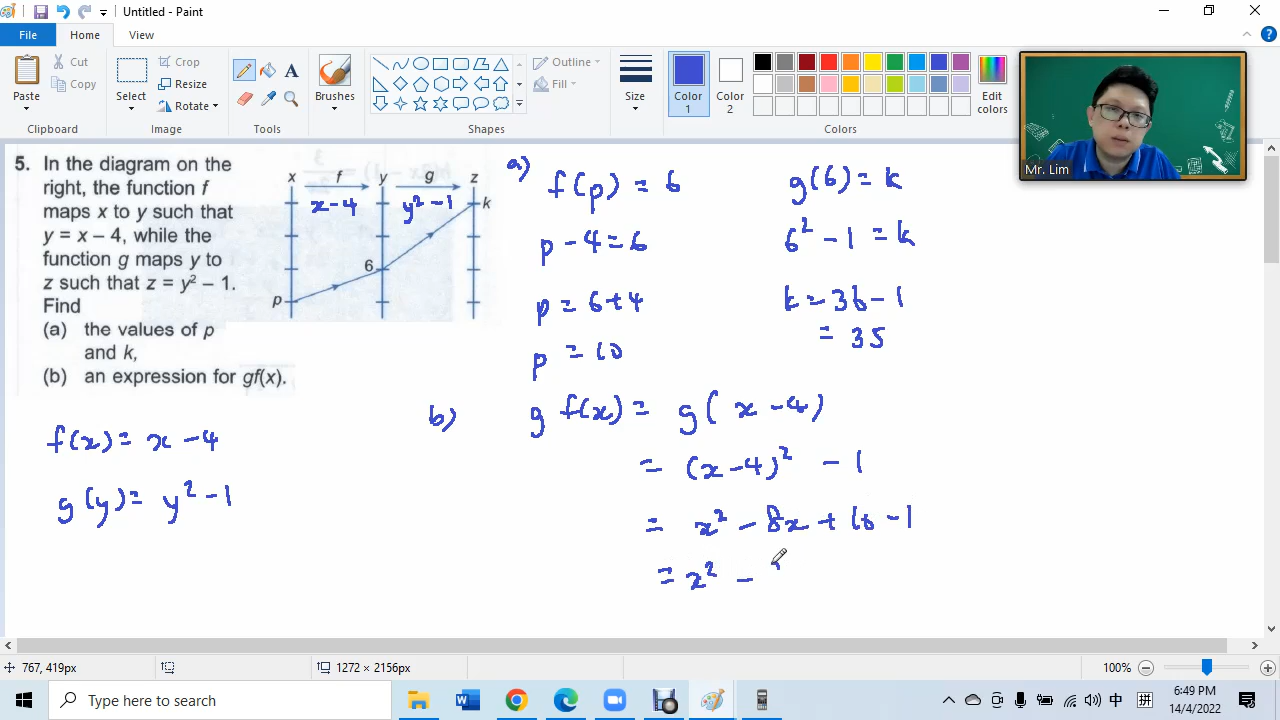 Untitled - Paint
File
Home
View
Paste
Cut
Copy
Clipboard
Select
Crop
Resize
Rotate
Image
A
Tools
Brushes
Shapes
Outline
Fill
Size
Color 1
Color 2
Colors
Edit colors
Mr. Lim
5. In the diagram on the
right, the function f
maps x to y such that
y = x – 4, while the
function g maps y to
z such that z = y² – 1.
Find
(a) the values of p
and k,
(b) an expression for gf(x).
x f y g z
x-4 y²-1
k
6
p
f(x) = x - 4
g(y) = y² - 1
a)
f(p) = 6
p - 4 = 6
p = 6+4
p = 10
g(6) = k
6² - 1 = k
k = 36 - 1
= 35
b) g f(x) = g( x - 4)
= (x - 4)² - 1
= x² - 8x + 16 - 1
= x² -
767, 419px
1272 × 2156px
100%
Type here to search
中
拼
6:49 PM
14/4/2022